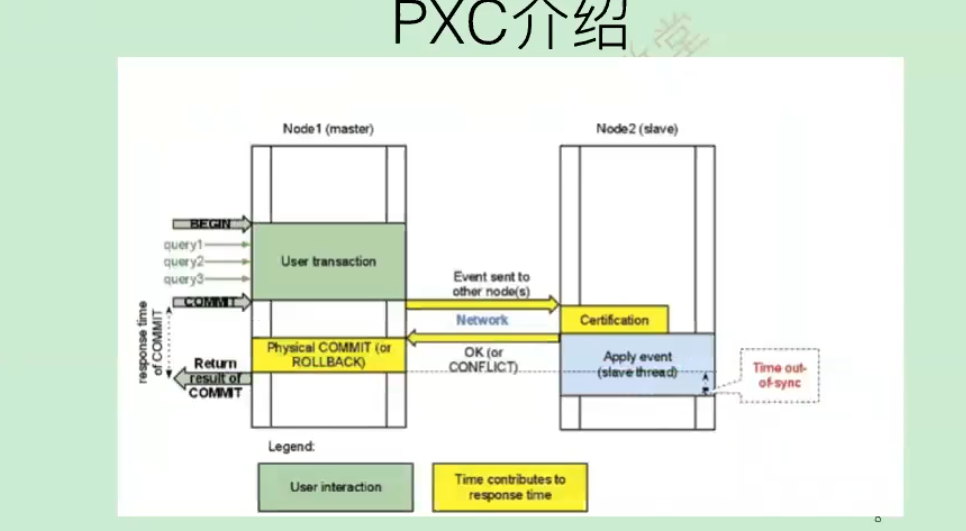 PXC介绍
Node1 (master)
Node2 (slave)
BEGIN
query1
query2
query3
COMMIT
User transaction
Event sent to
other node(s)
Network
Certification
response time
of COMMIT
Physical COMMIT (or
ROLLBACK)
OK (or
CONFLICT)
Apply event
(slave thread)
Time out-
of-sync
Return
result of
COMMIT
Legend:
User interaction
Time contributes to
response time
。